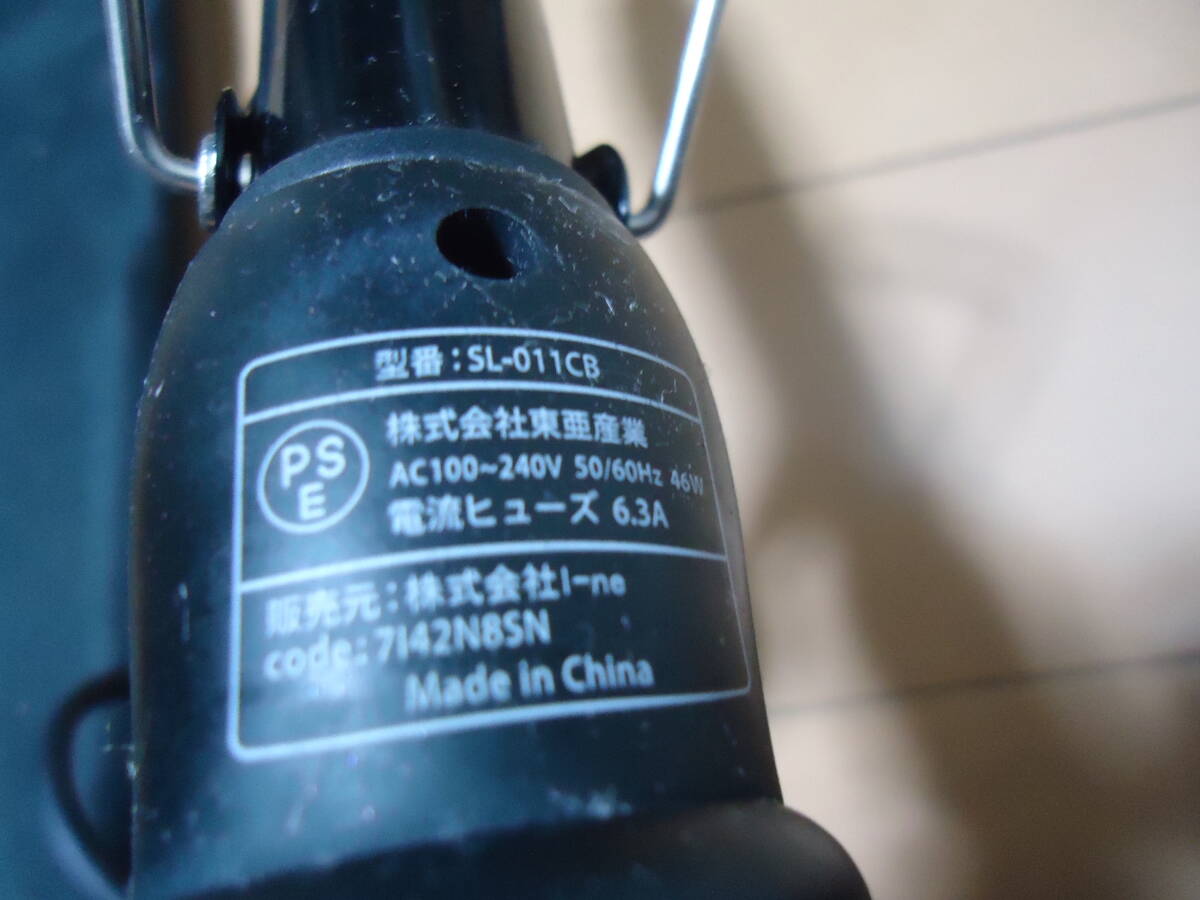 型番：SL-011CB
PSE
株式会社東亜産業
AC100~240V 50/60Hz 46W
電流ヒューズ 6.3A
販売元：株式会社I-ne
code:7I42N8SN
Made in China